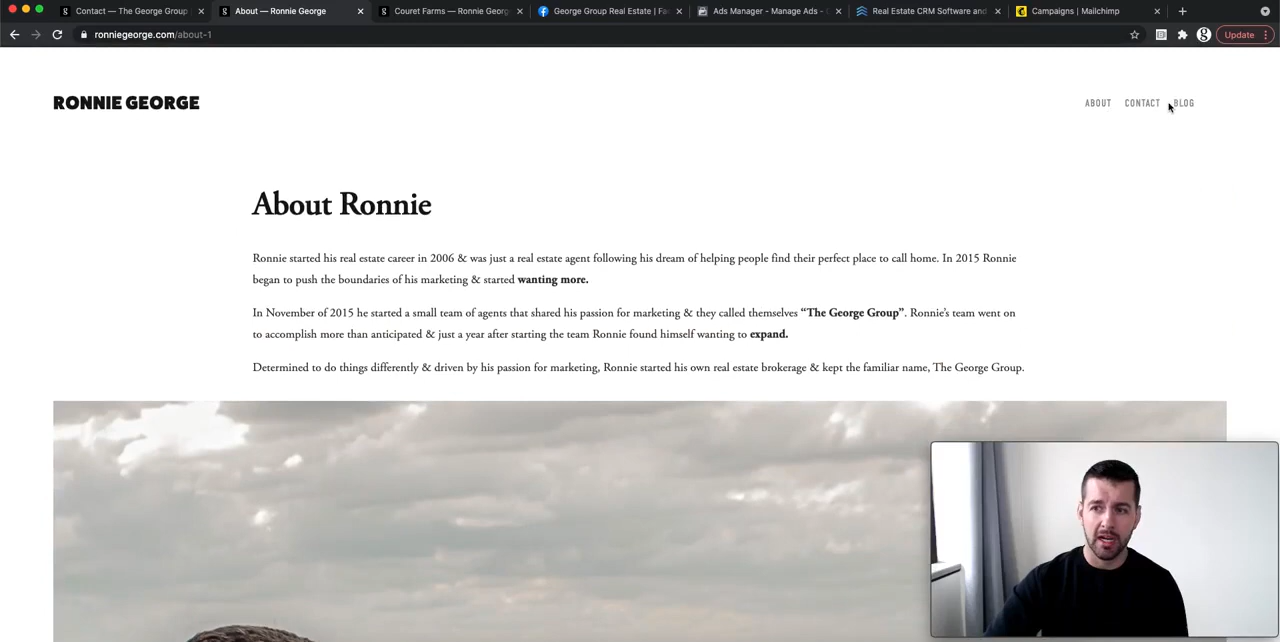 Contact — The George Group
About — Ronnie George
Couret Farms — Ronnie Georg
George Group Real Estate | Fa
Ads Manager - Manage Ads -
Real Estate CRM Software and
Campaigns | Mailchimp
ronniegeorge.com/about-1
Update
RONNIE GEORGE
ABOUT CONTACT BLOG
About Ronnie
Ronnie started his real estate career in 2006 & was just a real estate agent following his dream of helping people find their perfect place to call home. In 2015 Ronnie
began to push the boundaries of his marketing & started wanting more.
In November of 2015 he started a small team of agents that shared his passion for marketing & they called themselves “The George Group”. Ronnie’s team went on
to accomplish more than anticipated & just a year after starting the team Ronnie found himself wanting to expand.
Determined to do things differently & driven by his passion for marketing, Ronnie started his own real estate brokerage & kept the familiar name, The George Group.